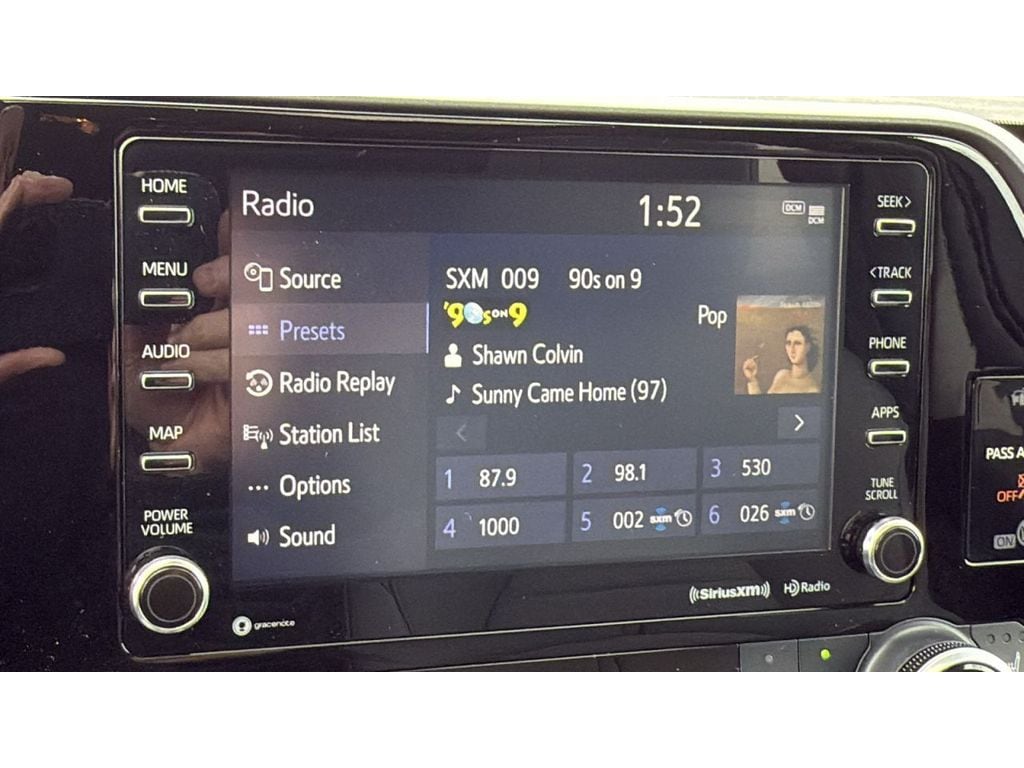 HOME
MENU
AUDIO
MAP
POWER
VOLUME
Radio
1:52
DCM
DCM
Source
Presets
Radio Replay
Station List
Options
Sound
SXM 009 90s on 9
'90s ON 9
Pop
Shawn Colvin
Sunny Came Home (97)
<
>
1 87.9
2 98.1
3 530
4 1000
5 002 sxm
6 026 sxm
SEEK>
<TRACK
PHONE
APPS
TUNE
SCROLL
gracenote
((SiriusXM))
HD Radio
PASS A
OFF
ON